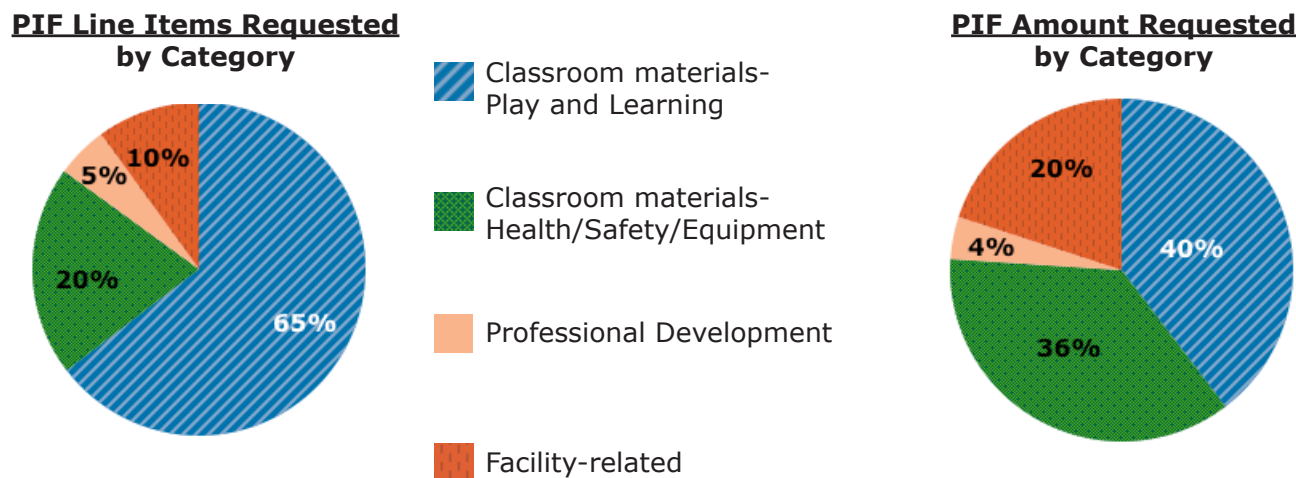 PIF Line Items Requested
by Category
10%
5%
20%
65%
Classroom materials-
Play and Learning
Classroom materials-
Health/Safety/Equipment
Professional Development
Facility-related
PIF Amount Requested
by Category
20%
40%
4%
36%